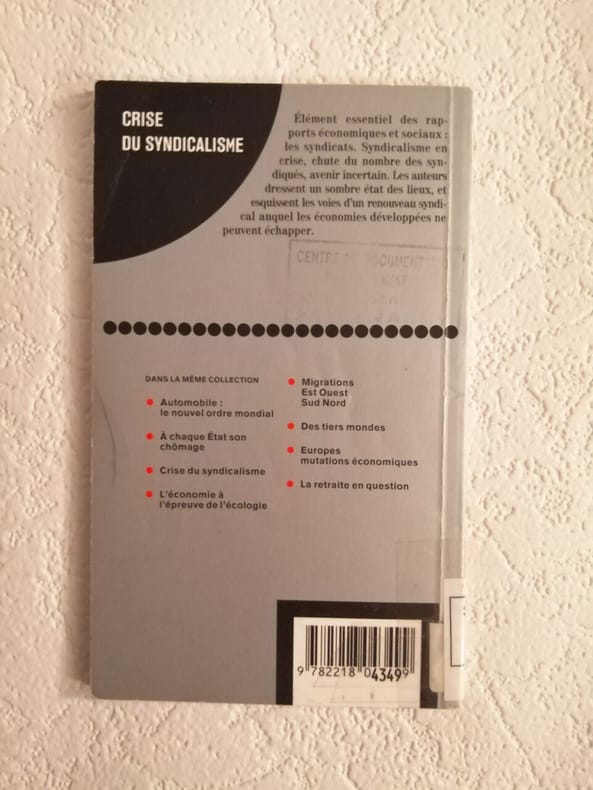 CRISE
DU SYNDICALISME
Élément essentiel des rap-
ports économiques et sociaux :
les syndicats. Syndicalisme en
crise, chute du nombre des syn-
diqués, avenir incertain. Les auteurs
dressent un sombre état des lieux, et
esquissent les voies d'un renouveau syndi-
cal auquel les économies développées ne
peuvent échapper.
CENTRE DOCUMENT
DANS LA MÊME COLLECTION
Automobile :
le nouvel ordre mondial
À chaque État son
chômage
Crise du syndicalisme
L'économie à
l'épreuve de l'écologie
Migrations
Est Ouest
Sud Nord
Des tiers mondes
Europes
mutations économiques
La retraite en question
9 782218 043499